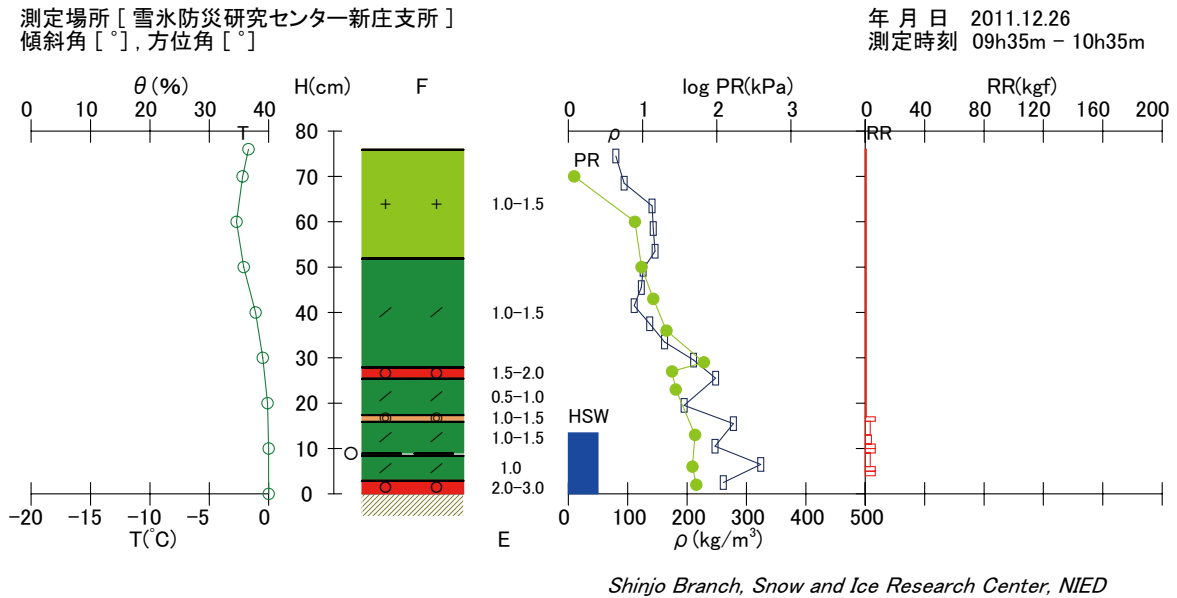 測定場所 [ 雪氷防災研究センター新庄支所 ]
傾斜角 [ °] , 方位角 [ °]
年 月 日 2011.12.26
測定時刻 09h35m − 10h35m
θ (%) H(cm) F log PR(kPa) RR(kgf)
0 10 20 30 40 0 1 2 3 0 40 80 120 160 200
80
T ρ RR
70
PR
60
50
40
30
20
10
0
1.0−1.5
1.0−1.5
1.5−2.0
0.5−1.0
1.0−1.5
1.0−1.5
1.0
2.0−3.0
HSW
−20 −15 −10 −5 0 0 100 200 300 400 500
T(°C) E ρ (kg/m³)
Shinjo Branch, Snow and Ice Research Center, NIED